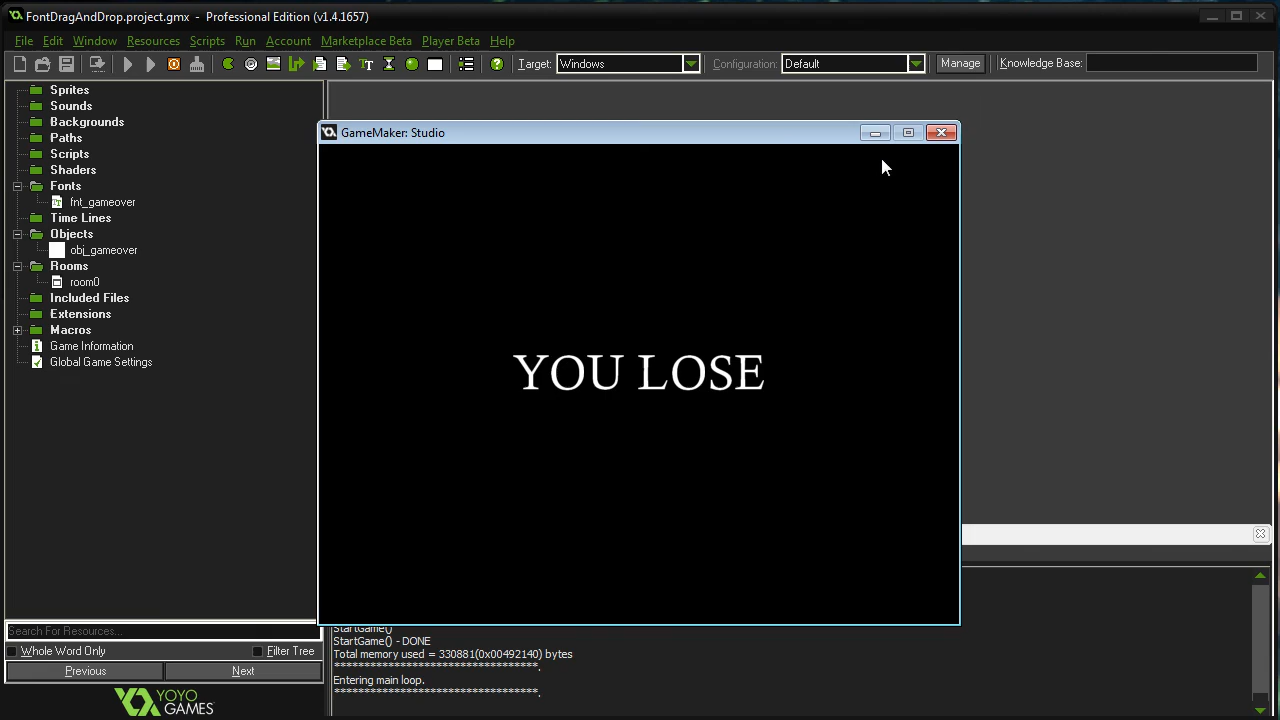 FontDragAndDrop.project.gmx - Professional Edition (v1.4.1657)
File Edit Window Resources Scripts Run Account Marketplace Beta Player Beta Help
Target: Windows Configuration: Default Manage Knowledge Base:
Sprites
Sounds
Backgrounds
Paths
Scripts
Shaders
Fonts
fnt_gameover
Time Lines
Objects
obj_gameover
Rooms
room0
Included Files
Extensions
Macros
Game Information
Global Game Settings
GameMaker: Studio
YOU LOSE
Search For Resources...
Whole Word Only Filter Tree
Previous Next
YOYO
GAMES
StartGame()
StartGame() - DONE
Total memory used = 330881(0x00492140) bytes
***********************************.
Entering main loop.
***********************************.